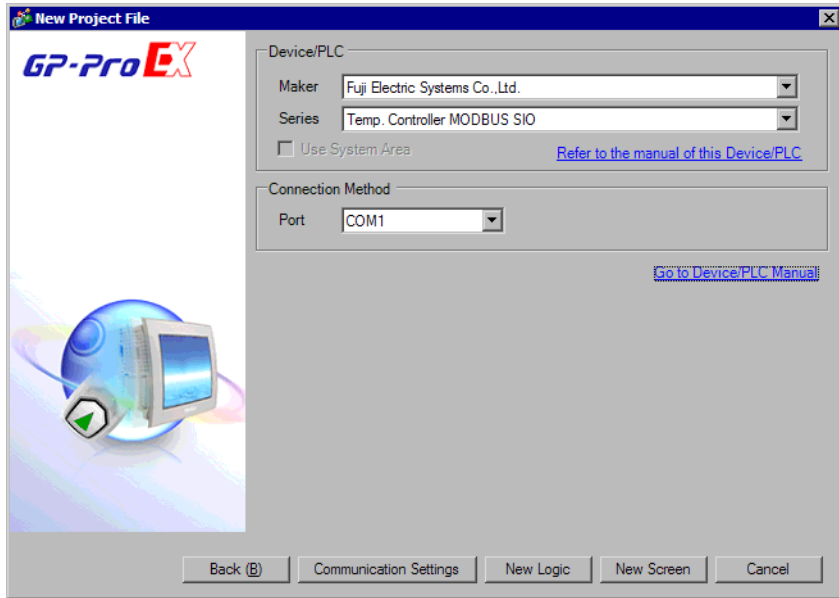 New Project File
GP-Pro EX
Device/PLC
Maker Fuji Electric Systems Co.,Ltd.
Series Temp. Controller MODBUS SIO
Use System Area Refer to the manual of this Device/PLC
Connection Method
Port COM1
Go to Device/PLC Manual
Back (B) Communication Settings New Logic New Screen Cancel